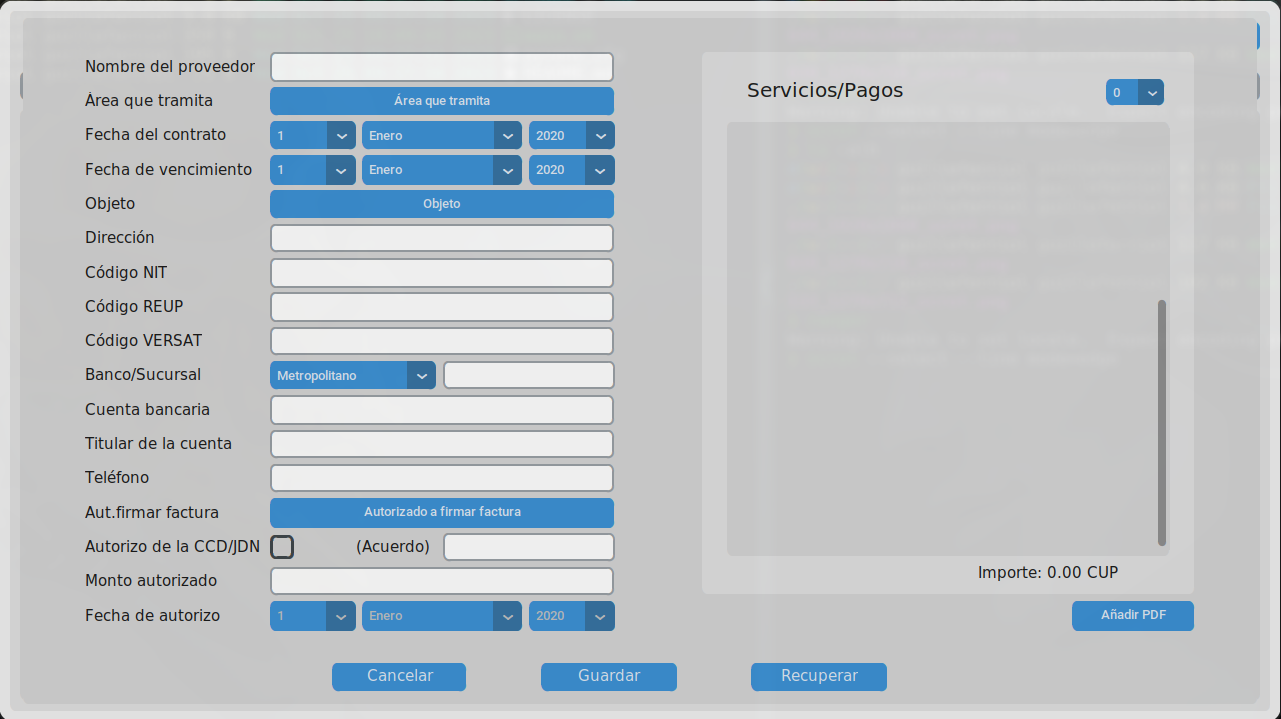 Nombre del proveedor
Área que tramita Área que tramita
Fecha del contrato 1 Enero 2020
Fecha de vencimiento 1 Enero 2020
Objeto Objeto
Dirección
Código NIT
Código REUP
Código VERSAT
Banco/Sucursal Metropolitano
Cuenta bancaria
Titular de la cuenta
Teléfono
Aut.firmar factura Autorizado a firmar factura
Autorizo de la CCD/JDN (Acuerdo)
Monto autorizado
Fecha de autorizo 1 Enero 2020
Servicios/Pagos 0
Importe: 0.00 CUP
Añadir PDF
Cancelar Guardar Recuperar